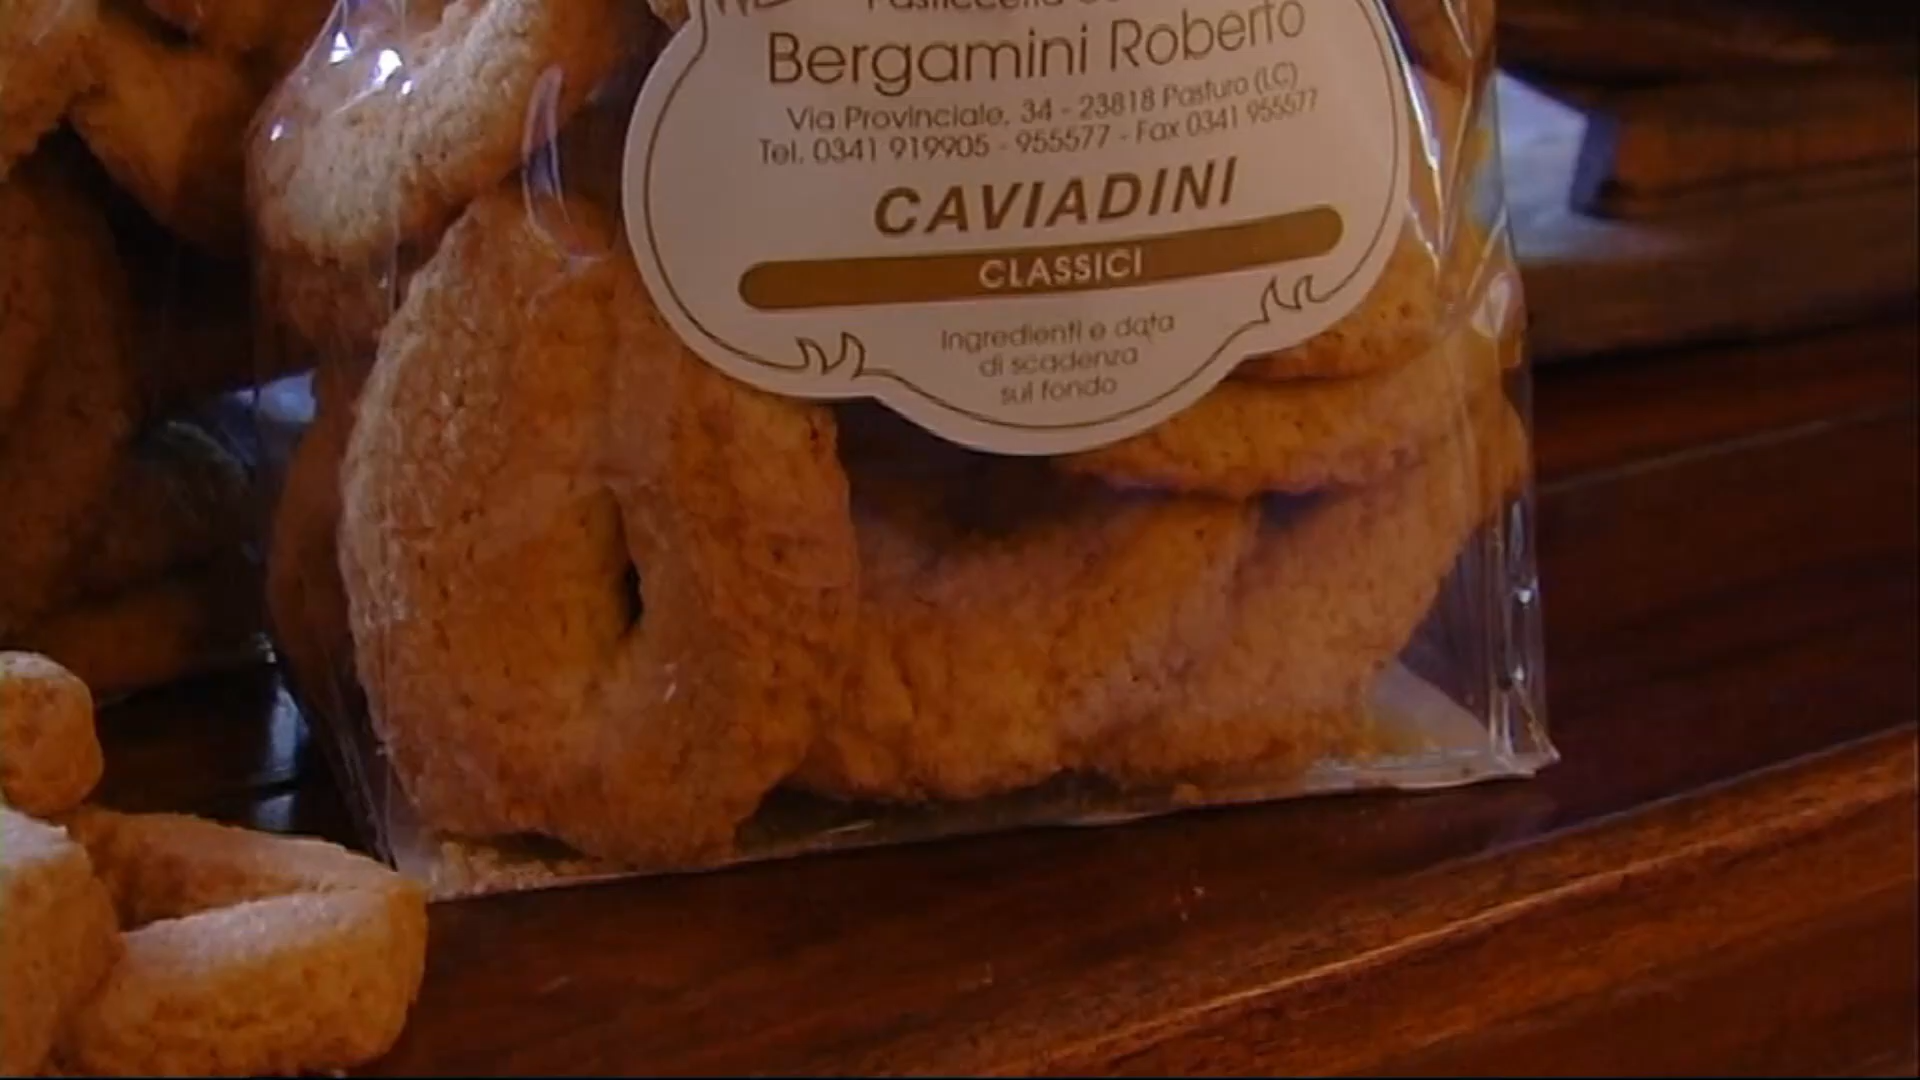 Bergamini Roberto
Via Provinciale, 34 - 23818 Pasturo (LC)
Tel. 0341 919905 - 955577 - Fax 0341 955577
CAVIADINI
CLASSICI
Ingredienti e data
di scadenza
sul fondo